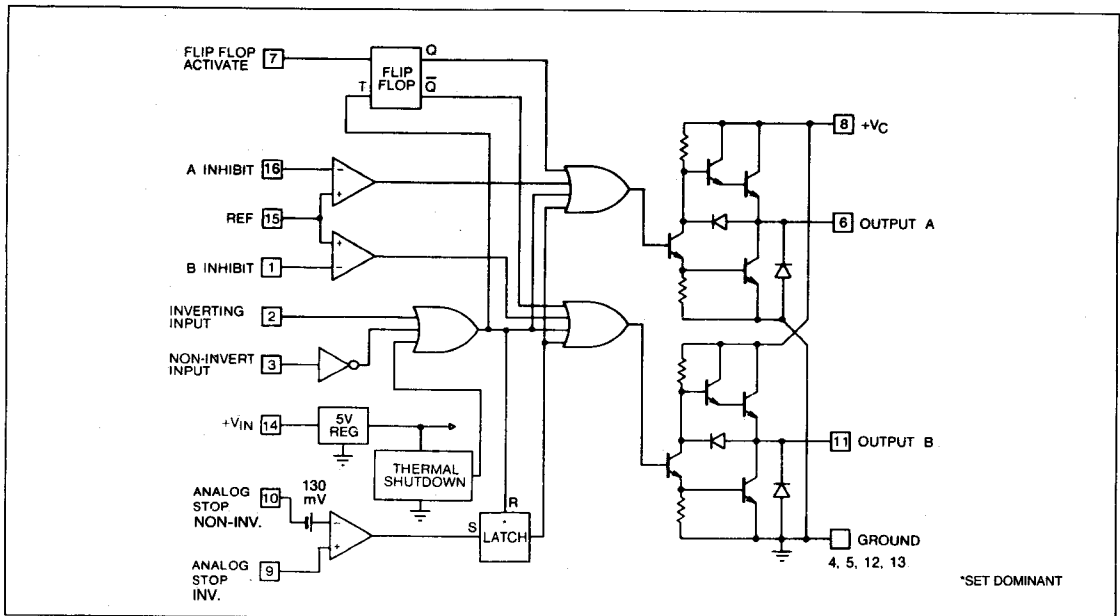 FLIP FLOP
ACTIVATE
7
FLIP
FLOP
Q
Q̅
T
A INHIBIT
16
REF
15
B INHIBIT
1
INVERTING
INPUT
2
NON-INVERT
INPUT
3
+VIN
14
5V
REG
THERMAL
SHUTDOWN
ANALOG
STOP
NON-INV.
10
130
mV
ANALOG
STOP
INV.
9
S
R
*
LATCH
-
+
+
-
-
+
8
+VC
6
OUTPUT A
11
OUTPUT B
GROUND
4, 5, 12, 13
*SET DOMINANT